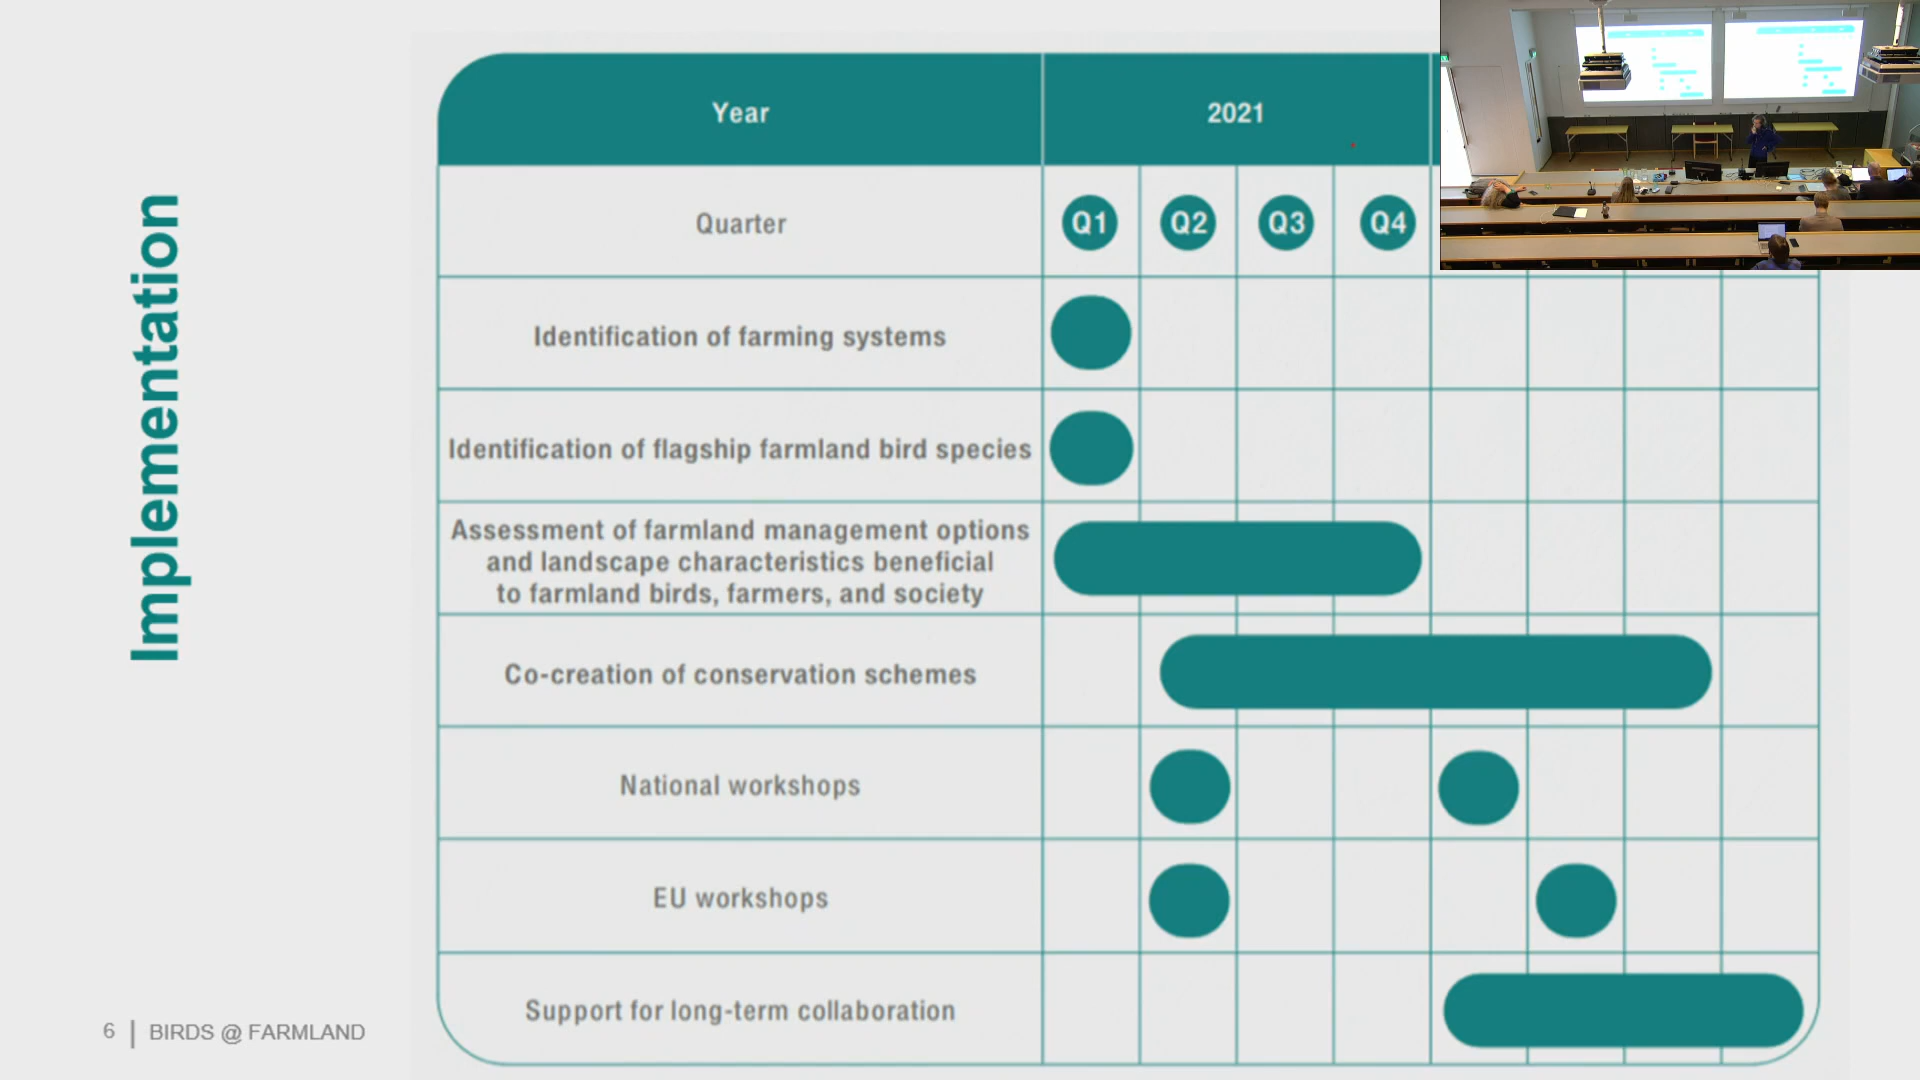 Implementation
Year
2021
Quarter
Q1
Q2
Q3
Q4
Identification of farming systems
Identification of flagship farmland bird species
Assessment of farmland management options
and landscape characteristics beneficial
to farmland birds, farmers, and society
Co-creation of conservation schemes
National workshops
EU workshops
Support for long-term collaboration
6 | BIRDS @ FARMLAND